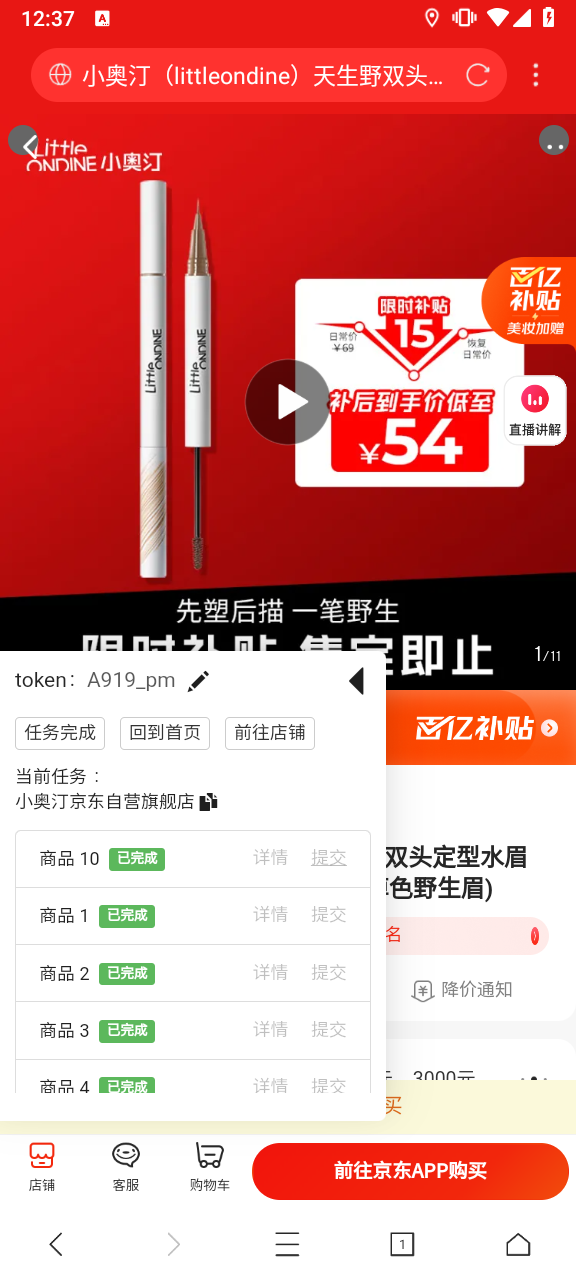 12:37
小奥汀（littleondine）天生野双头...
Little
ONDINE 小奥汀
百亿
补贴
美妆加赠
限时补贴
15
日常价
￥69
恢复
日常价
补后到手价低至
￥54
Little
ONDINE
Little
ONDINE
直播讲解
先塑后描 一笔野生
限时补贴 售完即止
1/11
百亿补贴
token： A919_pm
任务完成
回到首页
前往店铺
当前任务：
小奥汀京东自营旗舰店
双头定型水眉
色野生眉)
名
降价通知
3000元
买
商品 10 已完成 详情 提交
商品 1 已完成 详情 提交
商品 2 已完成 详情 提交
商品 3 已完成 详情 提交
商品 4 已完成 详情 提交
店铺
客服
购物车
前往京东APP购买
1